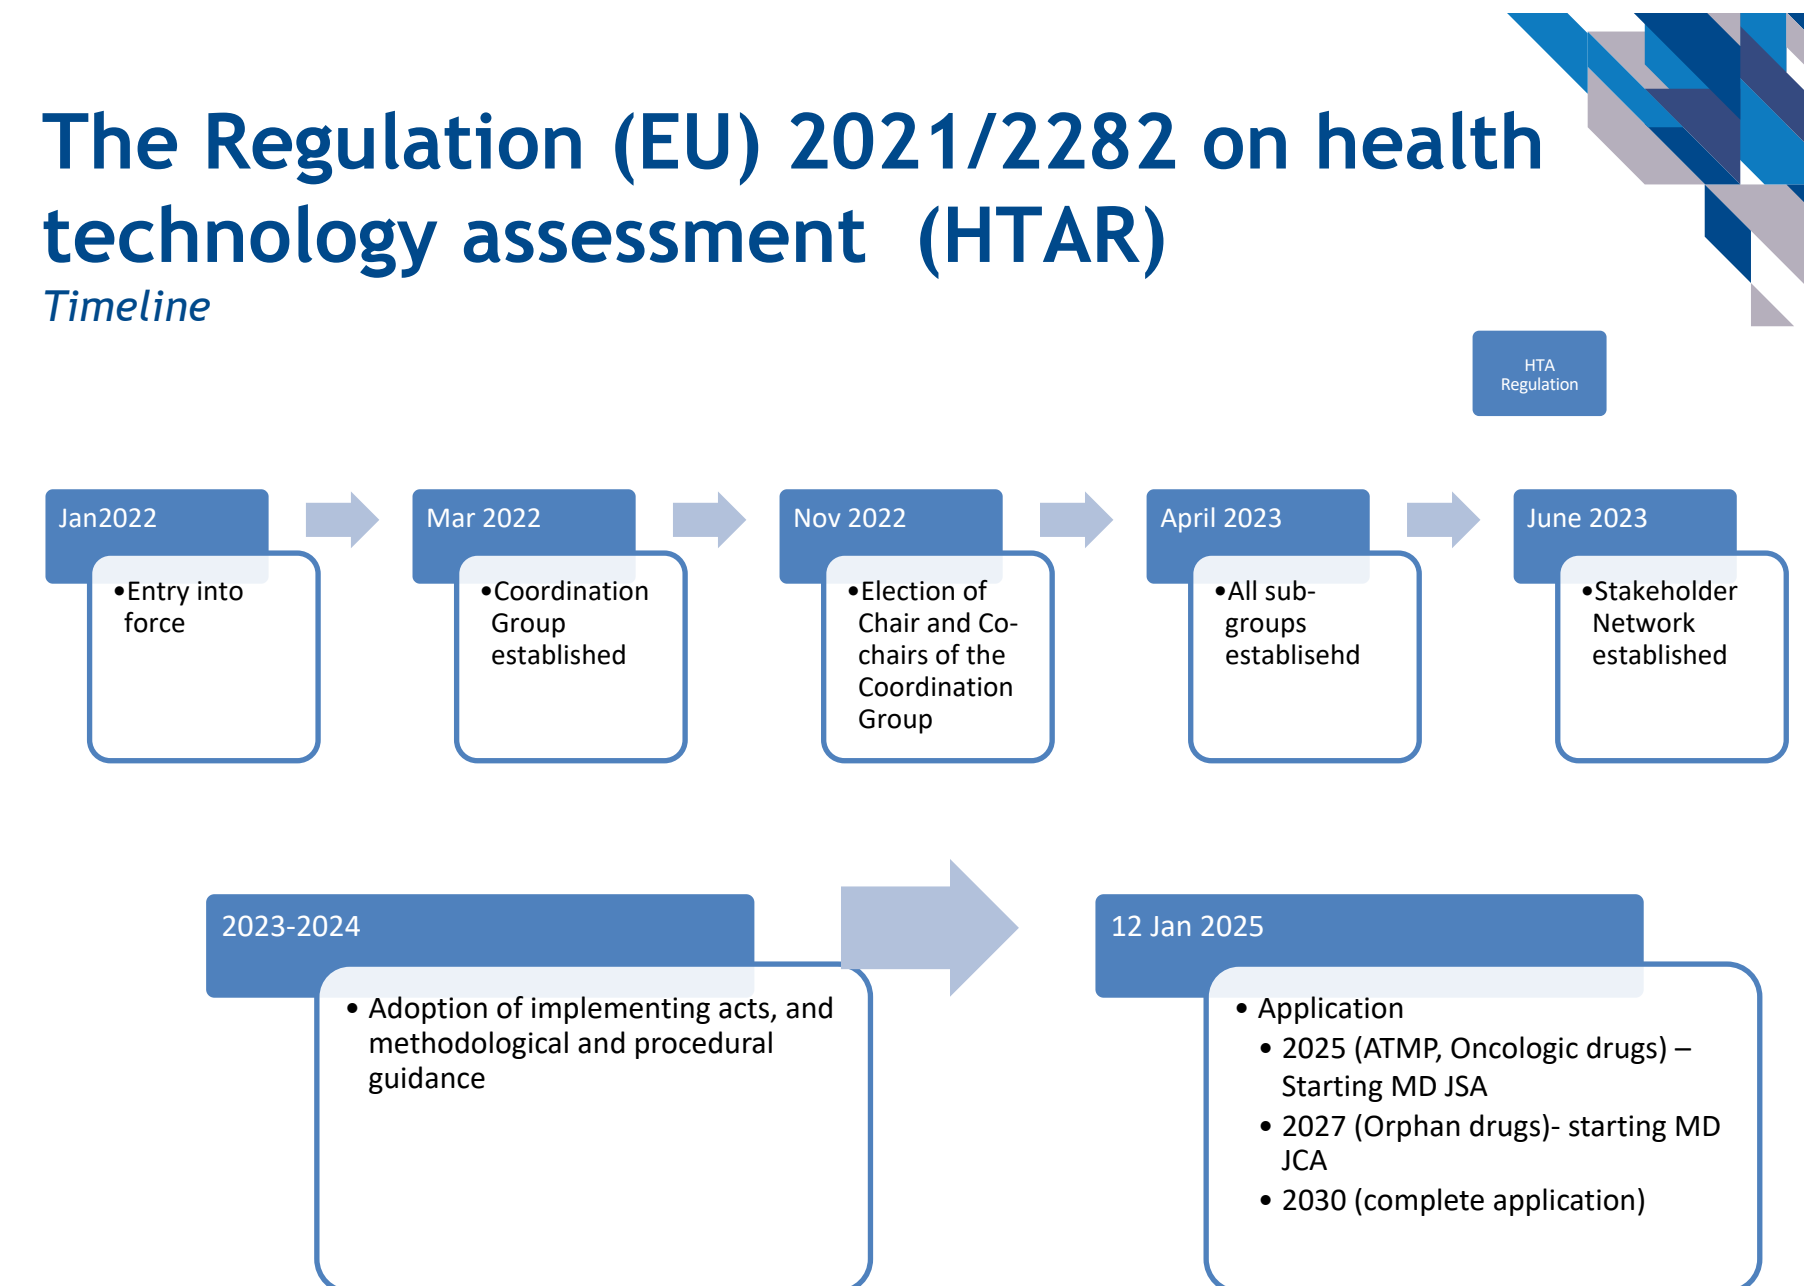 The Regulation (EU) 2021/2282 on health
technology assessment (HTAR)
Timeline
HTA
Regulation
Jan2022
•Entry into
force
Mar 2022
•Coordination
Group
established
Nov 2022
•Election of
Chair and Co-
chairs of the
Coordination
Group
April 2023
•All sub-
groups
establisehd
June 2023
•Stakeholder
Network
established
2023-2024
• Adoption of implementing acts, and
methodological and procedural
guidance
12 Jan 2025
• Application
• 2025 (ATMP, Oncologic drugs) –
Starting MD JSA
• 2027 (Orphan drugs)- starting MD
JCA
• 2030 (complete application)